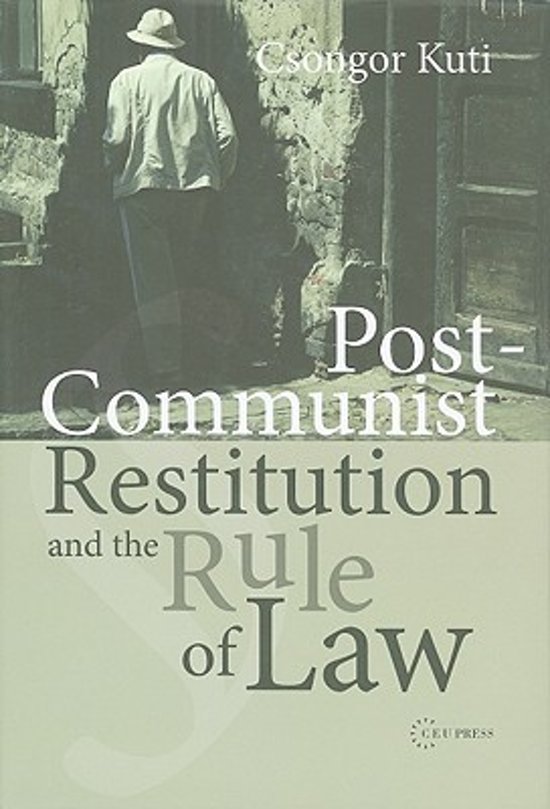 Csongor Kuti
Post-
Communist
Restitution
and the Rule
of Law
CEU PRESS